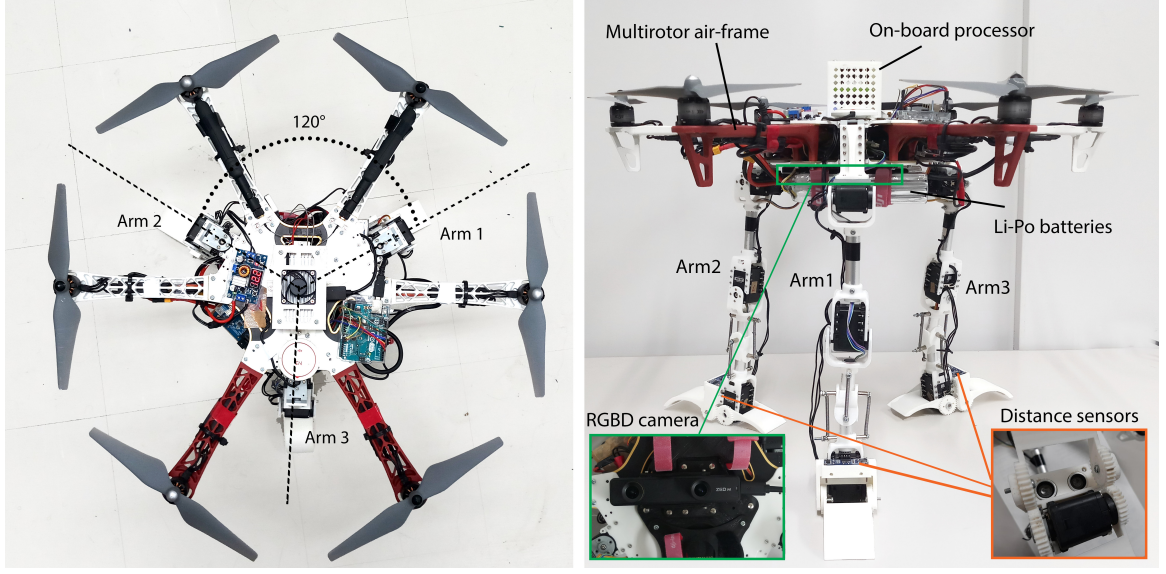 120°
Arm 2
Arm 1
Arm 3
Multirotor air-frame
On-board processor
Li-Po batteries
Arm2
Arm1
Arm3
RGBD camera
Distance sensors